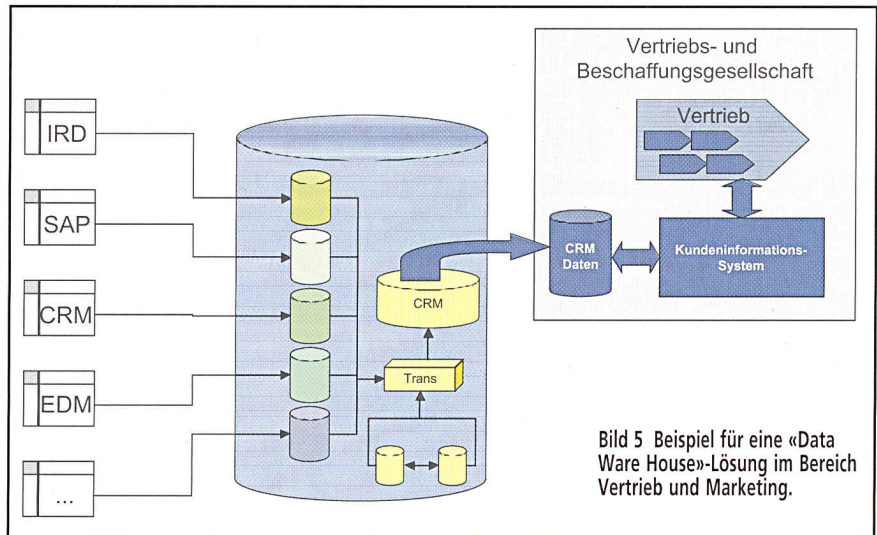 IRD
SAP
CRM
EDM
...
CRM
Trans
Vertriebs- und
Beschaffungsgesellschaft
Vertrieb
CRM
Daten
Kundeninformations-
System
Bild 5 Beispiel für eine «Data
Ware House»-Lösung im Bereich
Vertrieb und Marketing.